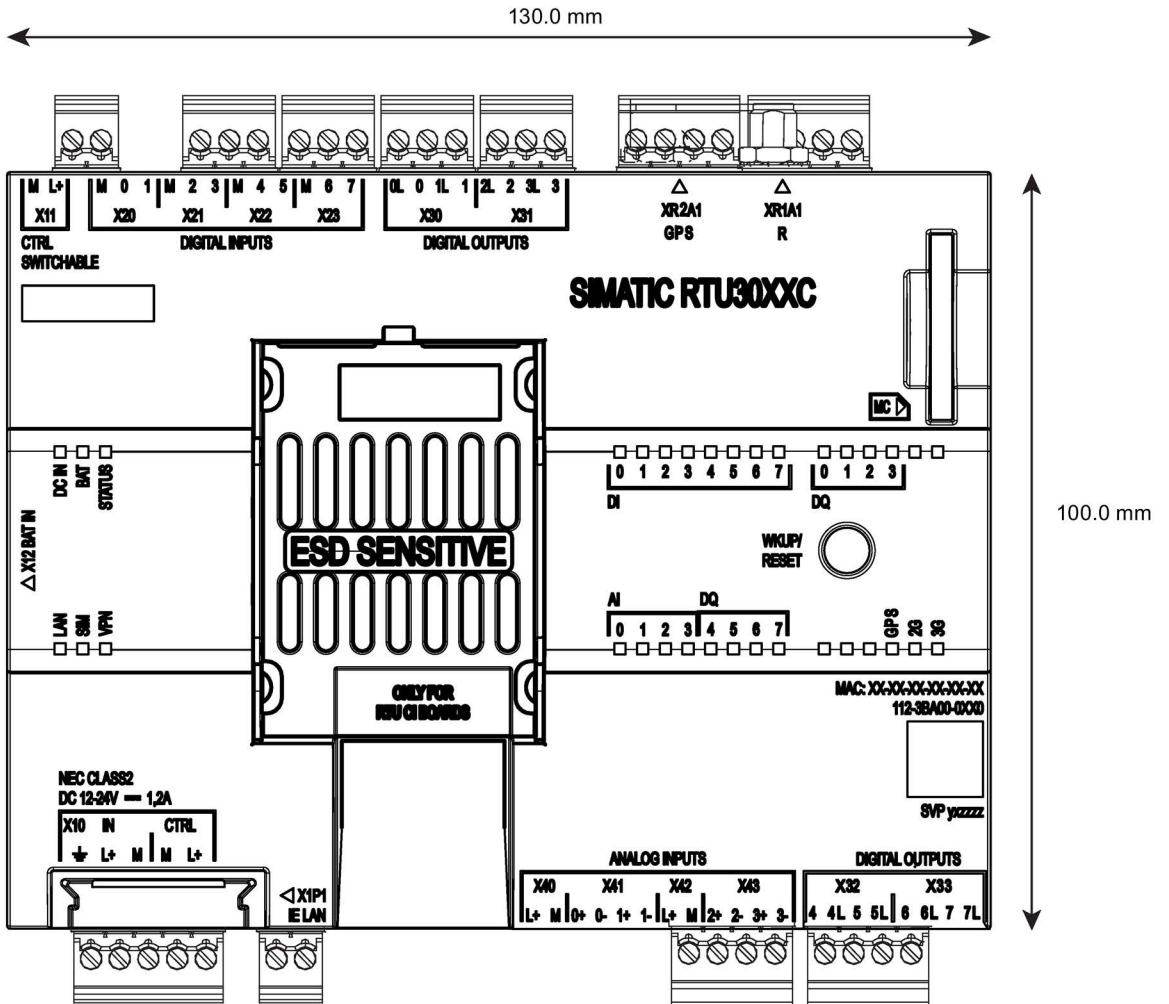 130.0 mm
M L+ M 0 1 M 2 3 M 4 5 M 6 7 0L 0 1L 1 2L 2 3L 3
X11 X20 X21 X22 X23 X30 X31 XR2A1 XR1A1
CTRL DIGITAL INPUTS DIGITAL OUTPUTS GPS R
SWITCHABLE
SIMATIC RTU30XXC
MC
DC IN
BAT
STATUS
0 1 2 3 4 5 6 7 0 1 2 3
DI DQ
100.0 mm
X12 BAT IN
ESD SENSITIVE
WKUP/
RESET
LAN
SIM
VPN
AI DQ
0 1 2 3 4 5 6 7
GPS
2G
3G
ONLY FOR
RTU CI BOARDS
MAC: XX-XX-XX-XX-XX-XX
112-3BA00-0XX0
SVP yxzzzz
NEC CLASS2
DC 12-24V ⎓ 1,2A
X10 IN CTRL
⏚ L+ M M L+
X1P1
IE LAN
ANALOG INPUTS DIGITAL OUTPUTS
X40 X41 X42 X43 X32 X33
L+ M 0+ 0- 1+ 1- L+ M 2+ 2- 3+ 3- 4 4L 5 5L 6 6L 7 7L